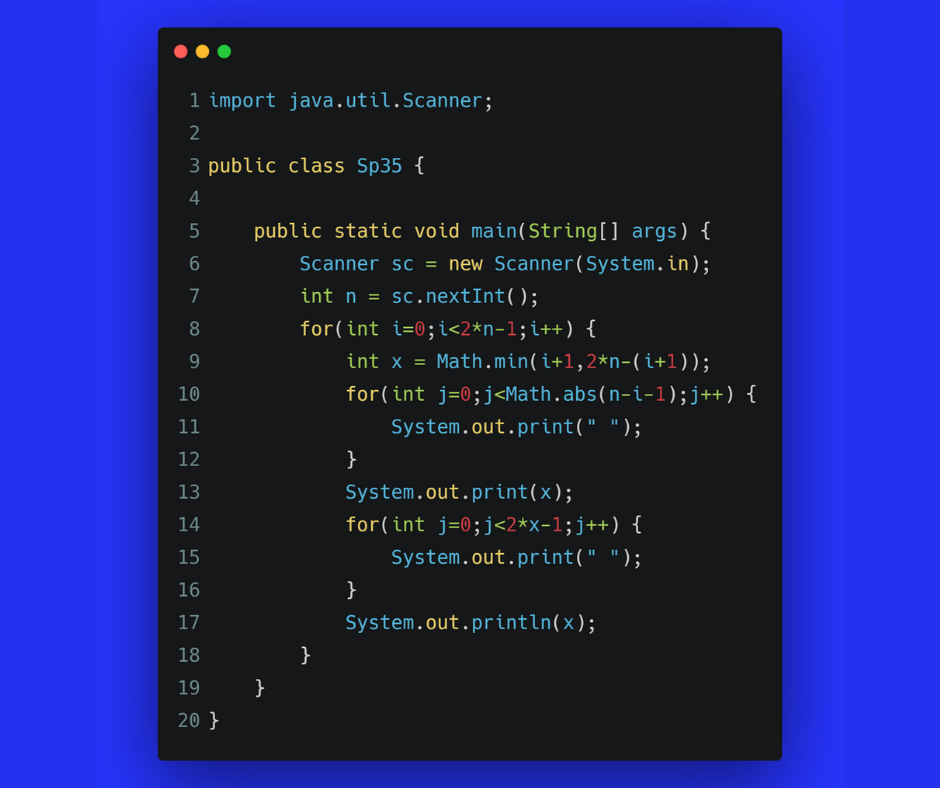 1 import java.util.Scanner;
2
3 public class Sp35 {
4
5     public static void main(String[] args) {
6         Scanner sc = new Scanner(System.in);
7         int n = sc.nextInt();
8         for(int i=0;i<2*n-1;i++) {
9             int x = Math.min(i+1,2*n-(i+1));
10             for(int j=0;j<Math.abs(n-i-1);j++) {
11                 System.out.print(" ");
12             }
13             System.out.print(x);
14             for(int j=0;j<2*x-1;j++) {
15                 System.out.print(" ");
16             }
17             System.out.println(x);
18         }
19     }
20 }